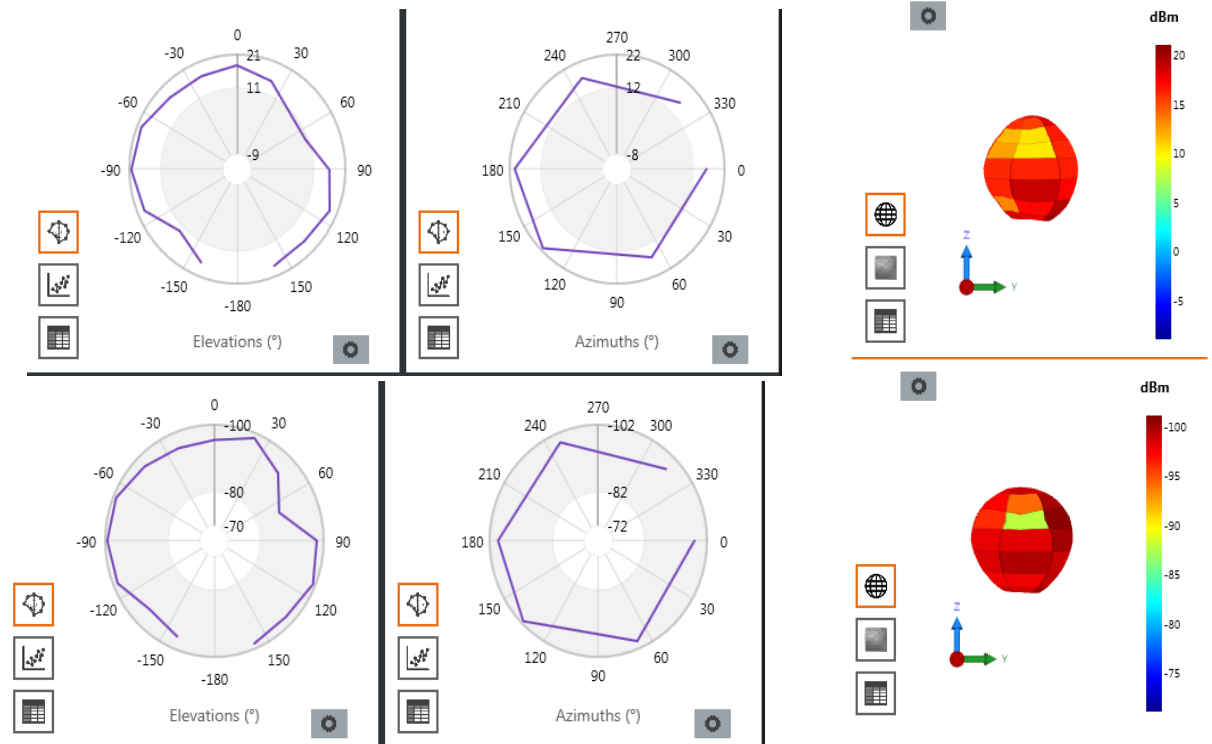 0
-30 21 30
-60 11 60
-90 -9 90
-120 120
-150 150
-180
Elevations (°)
270
240 22 300
210 12 330
180 -8 0
150 30
120 60
90
Azimuths (°)
dBm
20
15
10
5
0
-5
Z
Y
0
-30 -100 30
-60 -80 60
-90 -70 90
-120 120
-150 150
-180
Elevations (°)
270
240 -102 300
210 -82 330
180 -72 0
150 30
120 60
90
Azimuths (°)
dBm
-100
-95
-90
-85
-80
-75
Z
Y